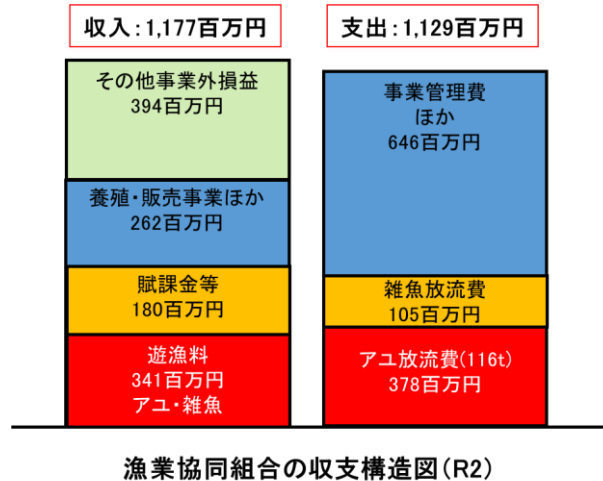 収入：1,177百万円
その他事業外損益
394百万円
養殖・販売事業ほか
262百万円
賦課金等
180百万円
遊漁料
341百万円
アユ・雑魚
支出：1,129百万円
事業管理費
ほか
646百万円
雑魚放流費
105百万円
アユ放流費(116t)
378百万円
漁業協同組合の収支構造図(R2)